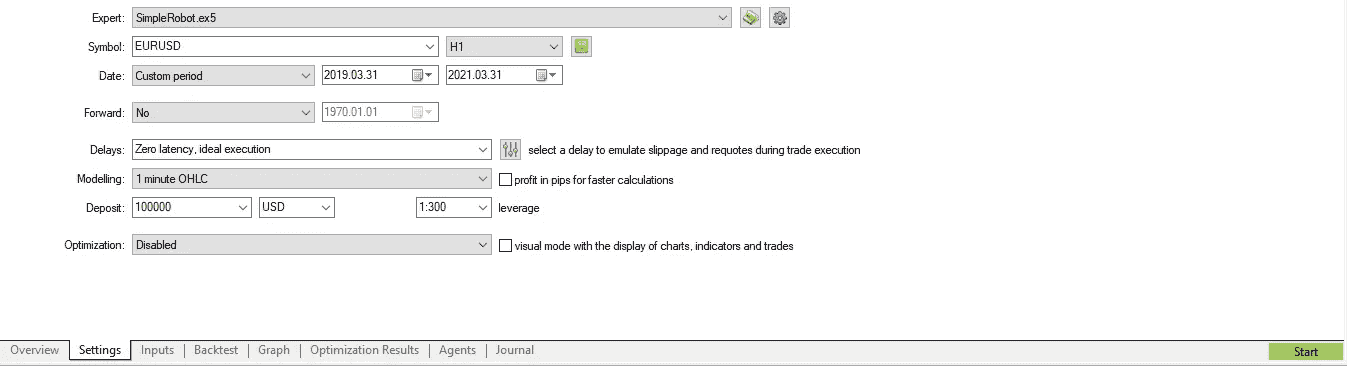 Expert: SimpleRobot.ex5
Symbol: EURUSD H1
Date: Custom period 2019.03.31 2021.03.31
Forward: No 1970.01.01
Delays: Zero latency, ideal execution select a delay to emulate slippage and requotes during trade execution
Modelling: 1 minute OHLC profit in pips for faster calculations
Deposit: 100000 USD 1:300 leverage
Optimization: Disabled visual mode with the display of charts, indicators and trades
Overview Settings Inputs Backtest Graph Optimization Results Agents Journal Start